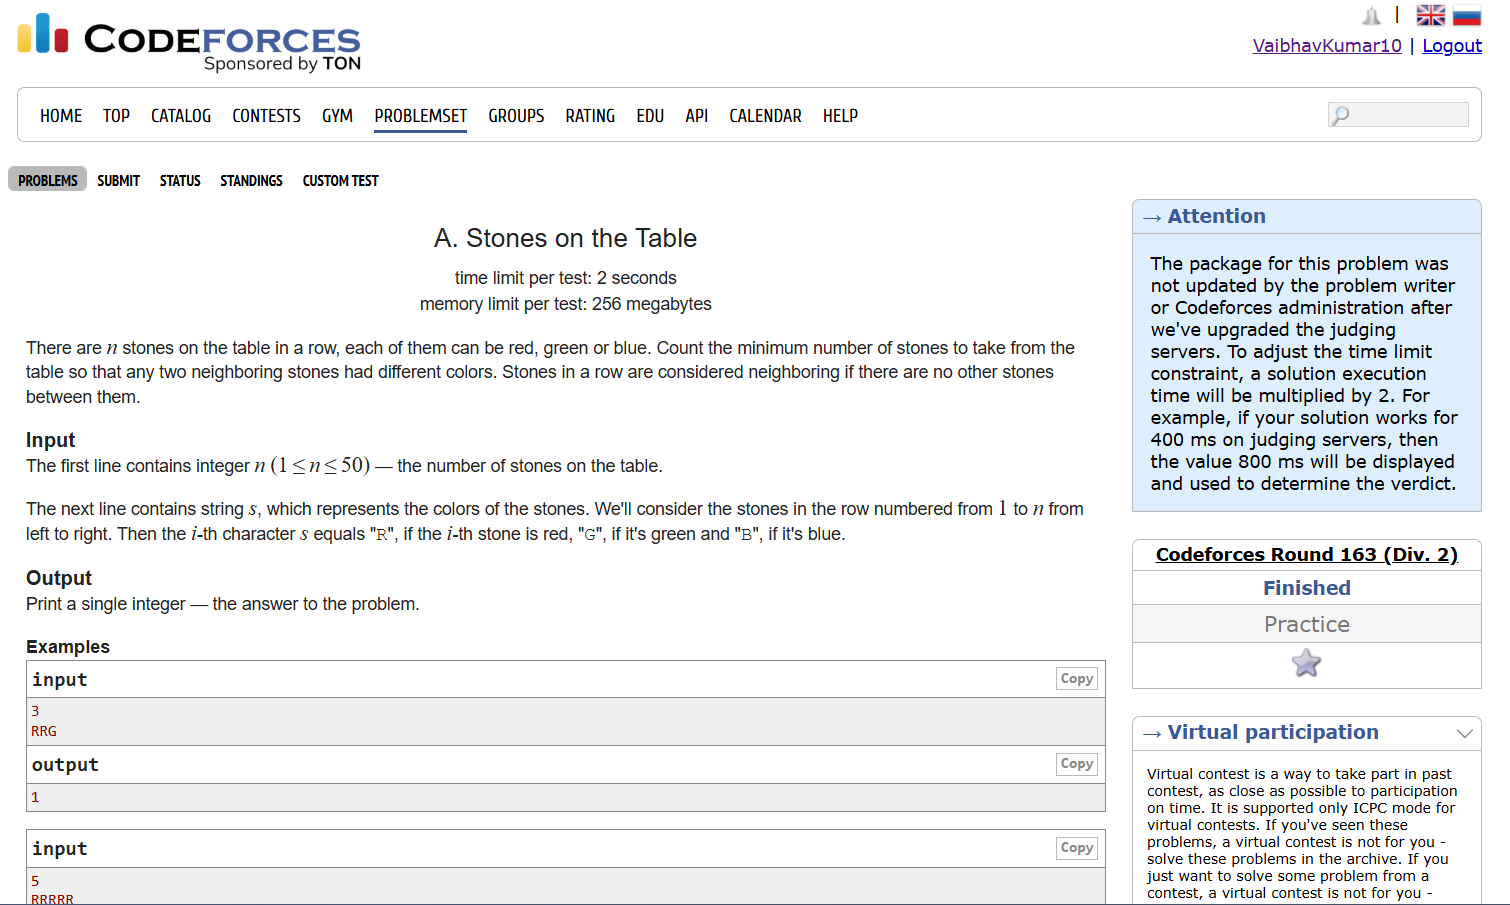 CODEFORCES
Sponsored by TON
|
VaibhavKumar10 | Logout
HOME TOP CATALOG CONTESTS GYM PROBLEMSET GROUPS RATING EDU API CALENDAR HELP
PROBLEMS SUBMIT STATUS STANDINGS CUSTOM TEST
A. Stones on the Table
time limit per test: 2 seconds
memory limit per test: 256 megabytes
There are n stones on the table in a row, each of them can be red, green or blue. Count the minimum number of stones to take from the
table so that any two neighboring stones had different colors. Stones in a row are considered neighboring if there are no other stones
between them.
Input
The first line contains integer n (1 ≤ n ≤ 50) — the number of stones on the table.
The next line contains string s, which represents the colors of the stones. We'll consider the stones in the row numbered from 1 to n from
left to right. Then the i-th character s equals "R", if the i-th stone is red, "G", if it's green and "B", if it's blue.
Output
Print a single integer — the answer to the problem.
Examples
input
Copy
3
RRG
output
Copy
1
input
Copy
5
RRRRR
→ Attention
The package for this problem was
not updated by the problem writer
or Codeforces administration after
we've upgraded the judging
servers. To adjust the time limit
constraint, a solution execution
time will be multiplied by 2. For
example, if your solution works for
400 ms on judging servers, then
the value 800 ms will be displayed
and used to determine the verdict.
Codeforces Round 163 (Div. 2)
Finished
Practice
→ Virtual participation
Virtual contest is a way to take part in past
contest, as close as possible to participation
on time. It is supported only ICPC mode for
virtual contests. If you've seen these
problems, a virtual contest is not for you -
solve these problems in the archive. If you
just want to solve some problem from a
contest, a virtual contest is not for you -